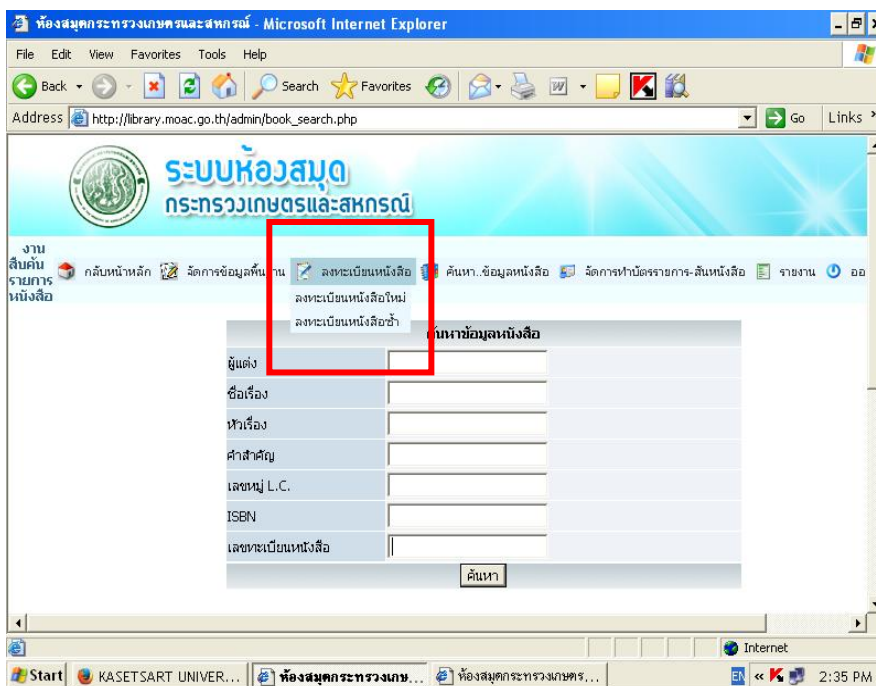 ห้องสมุดกระทรวงเกษตรและสหกรณ์ - Microsoft Internet Explorer
File Edit View Favorites Tools Help
Back Search Favorites
Address http://library.moac.go.th/admin/book_search.php Go Links
ระบบห้องสมุด
กระทรวงเกษตรและสหกรณ์
งาน
สืบค้น
รายการ
หนังสือ
กลับหน้าหลัก จัดการข้อมูลพื้นฐาน ลงทะเบียนหนังสือ ค้นหา..ข้อมูลหนังสือ จัดการทำบัตรรายการ-สันหนังสือ รายงาน ออ
ลงทะเบียนหนังสือใหม่
ลงทะเบียนหนังสือซ้ำ
ค้นหาข้อมูลหนังสือ
ผู้แต่ง
ชื่อเรื่อง
หัวเรื่อง
คำสำคัญ
เลขหมู่ L.C.
ISBN
เลขทะเบียนหนังสือ
ค้นหา
Internet
Start KASETSART UNIVER... ห้องสมุดกระทรวงเกษ... ห้องสมุดกระทรวงเกษตร... EN 2:35 PM